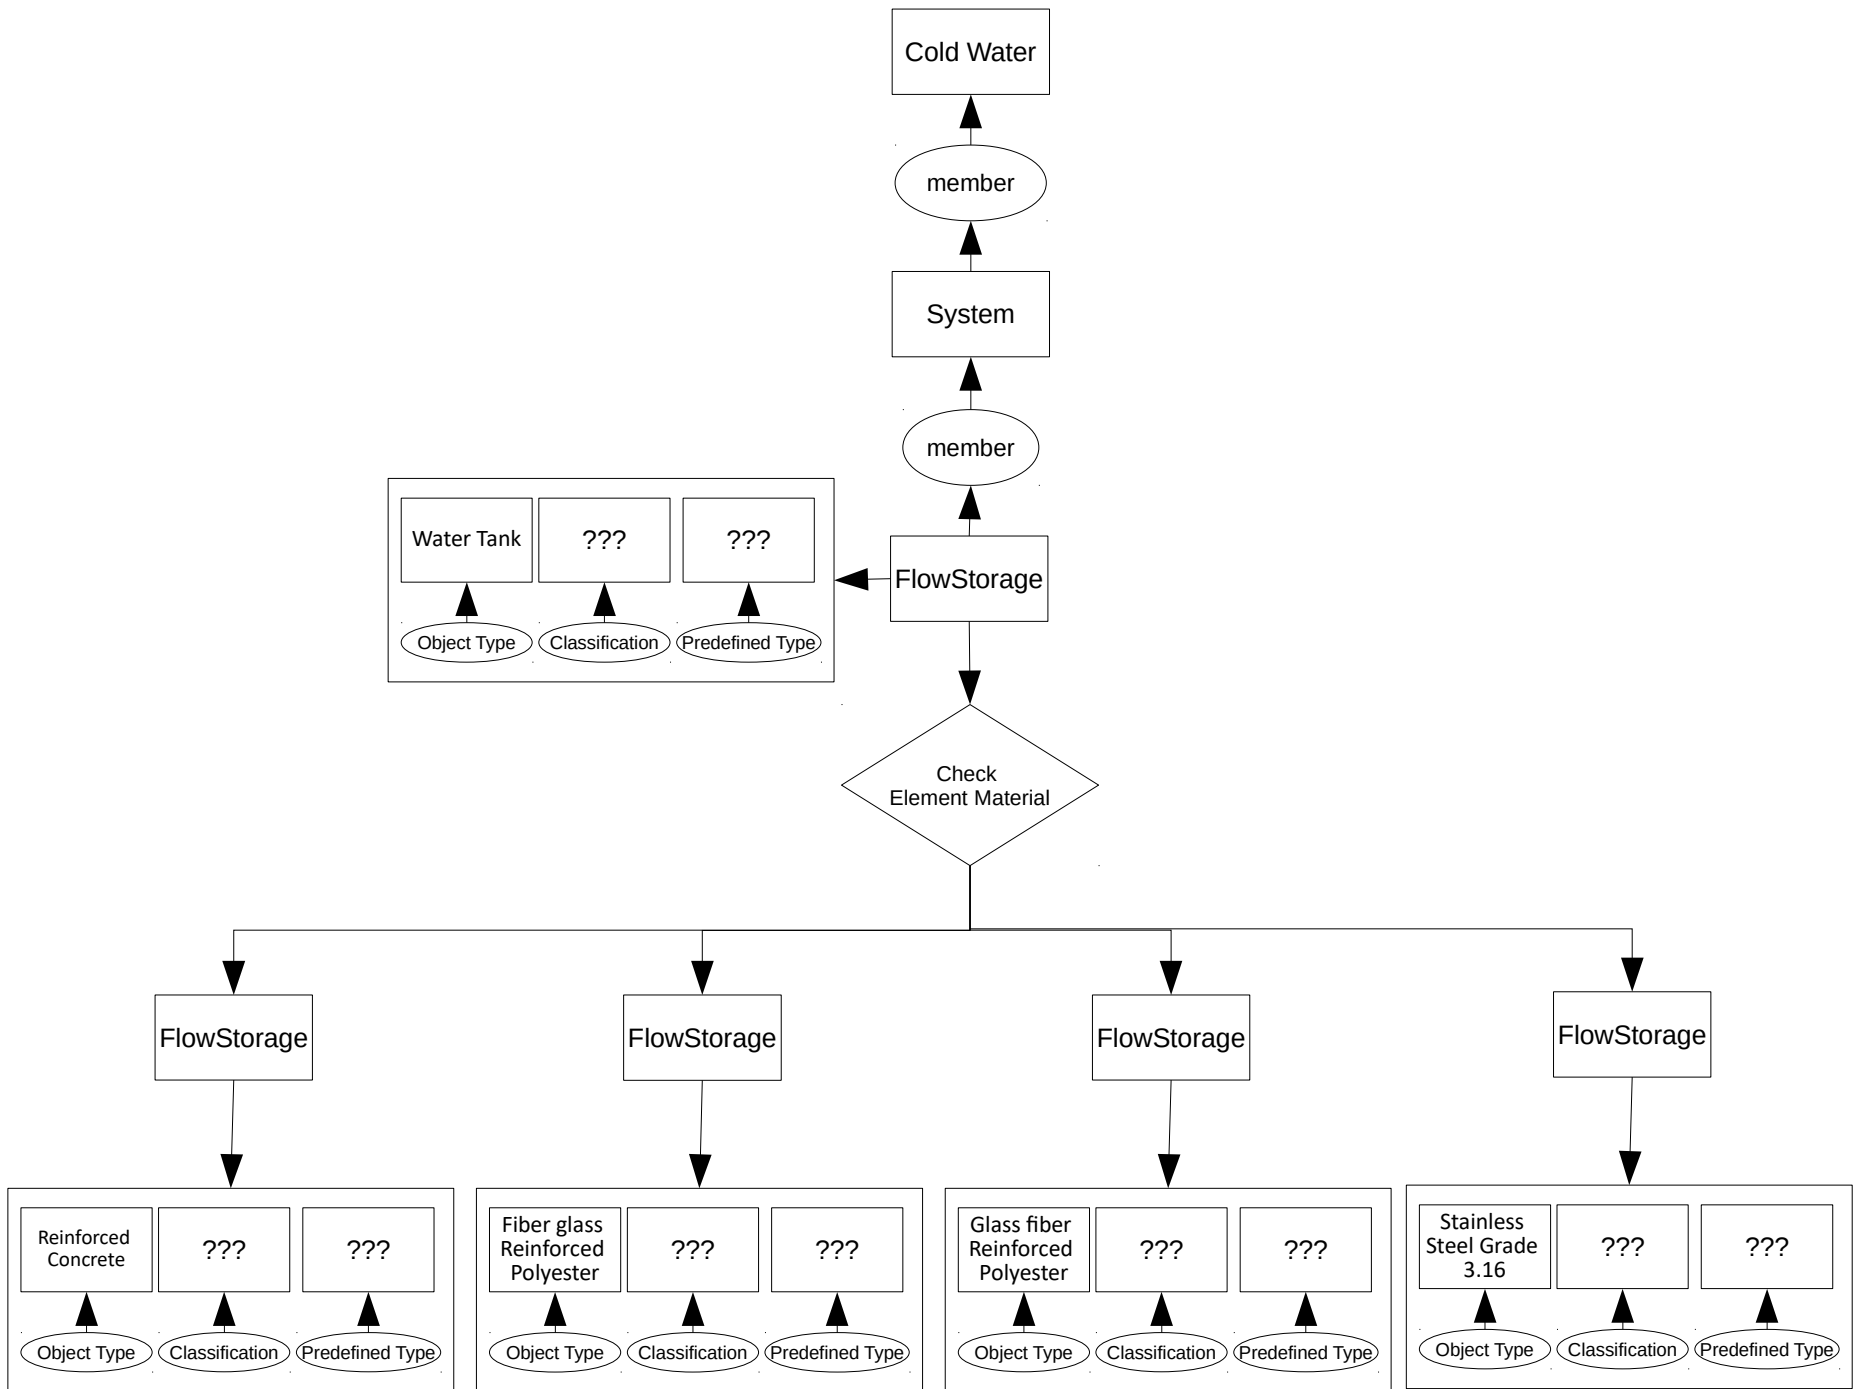 Cold Water
member
System
member
Water Tank
???
???
FlowStorage
Object Type
Classification
Predefined Type
Check
Element Material
FlowStorage
FlowStorage
FlowStorage
FlowStorage
Reinforced
Concrete
???
???
Fiber glass
Reinforced
Polyester
???
???
Glass fiber
Reinforced
Polyester
???
???
Stainless
Steel Grade
3.16
???
???
Object Type
Classification
Predefined Type
Object Type
Classification
Predefined Type
Object Type
Classification
Predefined Type
Object Type
Classification
Predefined Type